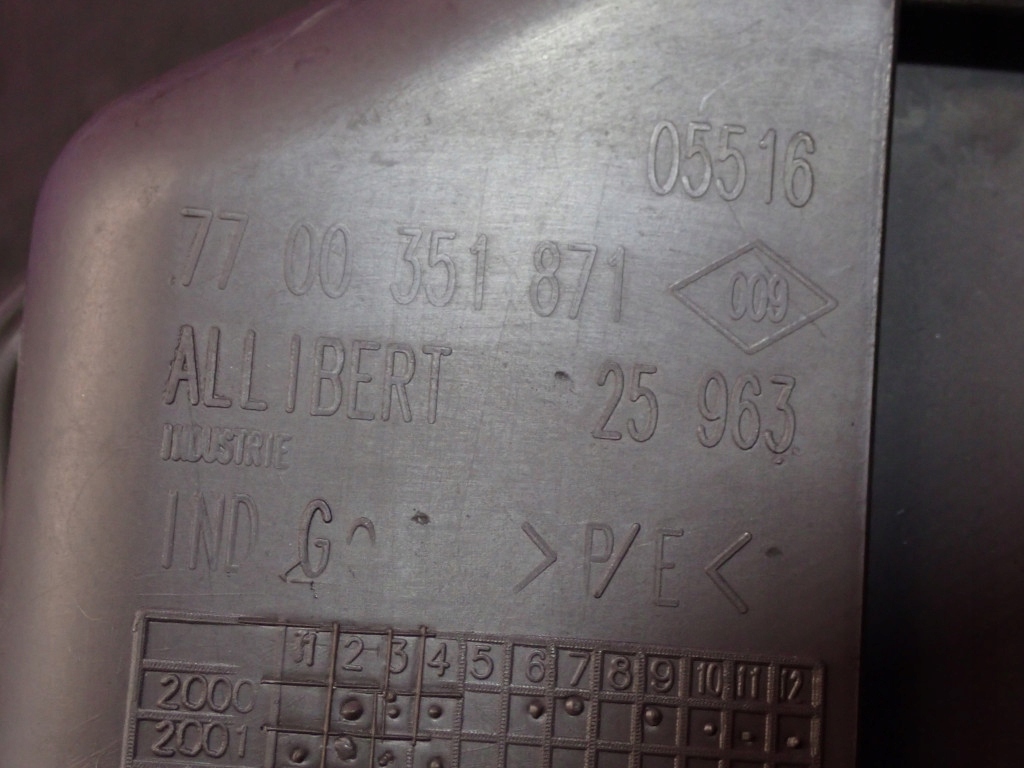 05516
77 00 351 871 009
ALLIBERT 25 963
INDUSTRIE
IND G >P/E<
1 2 3 4 5 6 7 8 9 10 11 12
2000
2001